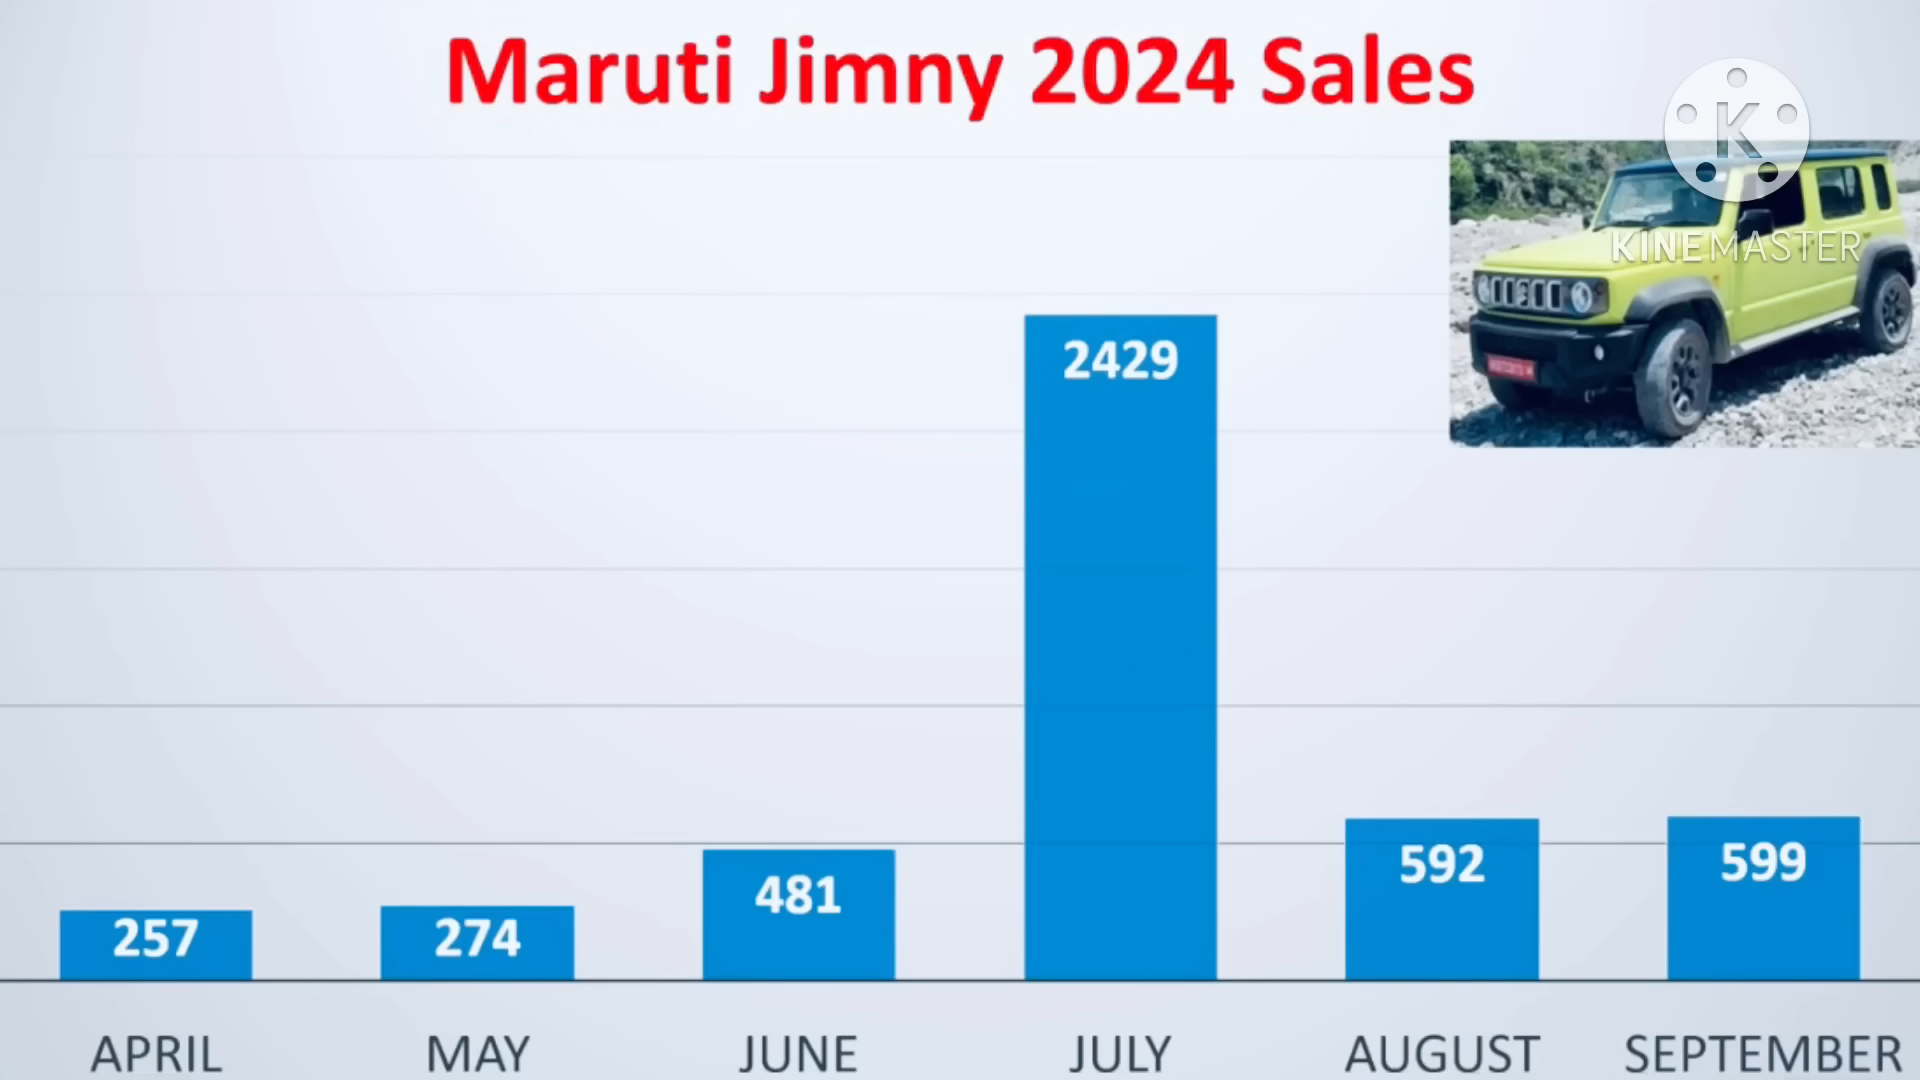 Maruti Jimny 2024 Sales
K
KINEMASTER
2429
481
592
599
257
274
APRIL MAY JUNE JULY AUGUST SEPTEMBER